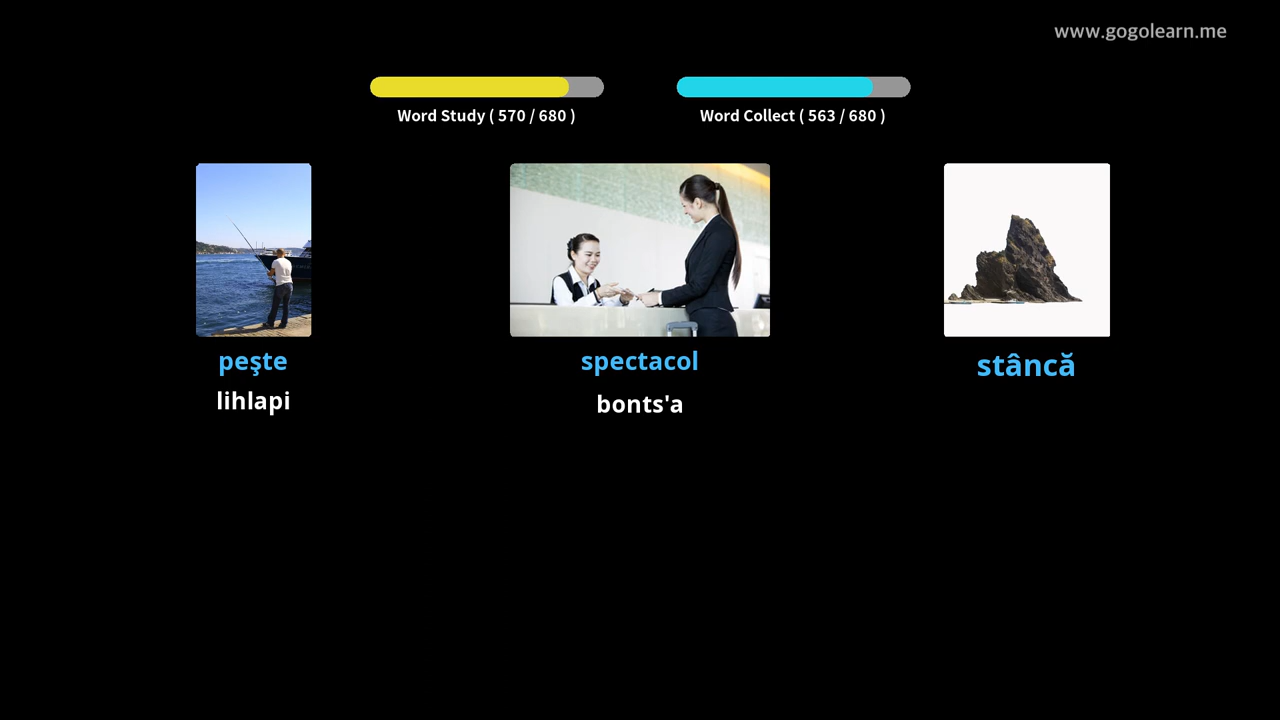 www.gogolearn.me
Word Study ( 570 / 680 )
Word Collect ( 563 / 680 )
peşte
spectacol
stâncă
lihlapi
bonts'a